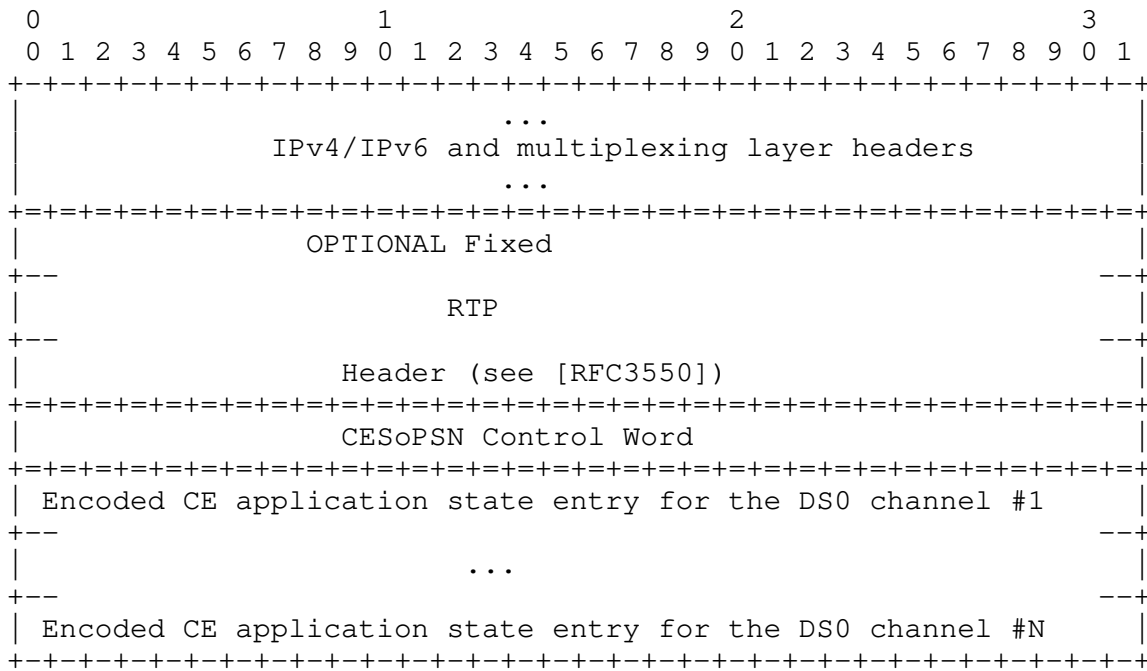 0                   1                   2                   3
 0 1 2 3 4 5 6 7 8 9 0 1 2 3 4 5 6 7 8 9 0 1 2 3 4 5 6 7 8 9 0 1
+-+-+-+-+-+-+-+-+-+-+-+-+-+-+-+-+-+-+-+-+-+-+-+-+-+-+-+-+-+-+-+-+
|                           ...                                 |
|              IPv4/IPv6 and multiplexing layer headers         |
|                           ...                                 |
+=+=+=+=+=+=+=+=+=+=+=+=+=+=+=+=+=+=+=+=+=+=+=+=+=+=+=+=+=+=+=+=+
|                OPTIONAL Fixed                                 |
+--                                                           --+
|                        RTP                                    |
+--                                                           --+
|                  Header (see [RFC3550])                       |
+=+=+=+=+=+=+=+=+=+=+=+=+=+=+=+=+=+=+=+=+=+=+=+=+=+=+=+=+=+=+=+=+
|                  CESoPSN Control Word                         |
+=+=+=+=+=+=+=+=+=+=+=+=+=+=+=+=+=+=+=+=+=+=+=+=+=+=+=+=+=+=+=+=+
| Encoded CE application state entry for the DS0 channel #1     |
+--                                                           --+
|                         ...                                   |
+--                                                           --+
| Encoded CE application state entry for the DS0 channel #N     |
+-+-+-+-+-+-+-+-+-+-+-+-+-+-+-+-+-+-+-+-+-+-+-+-+-+-+-+-+-+-+-+-+